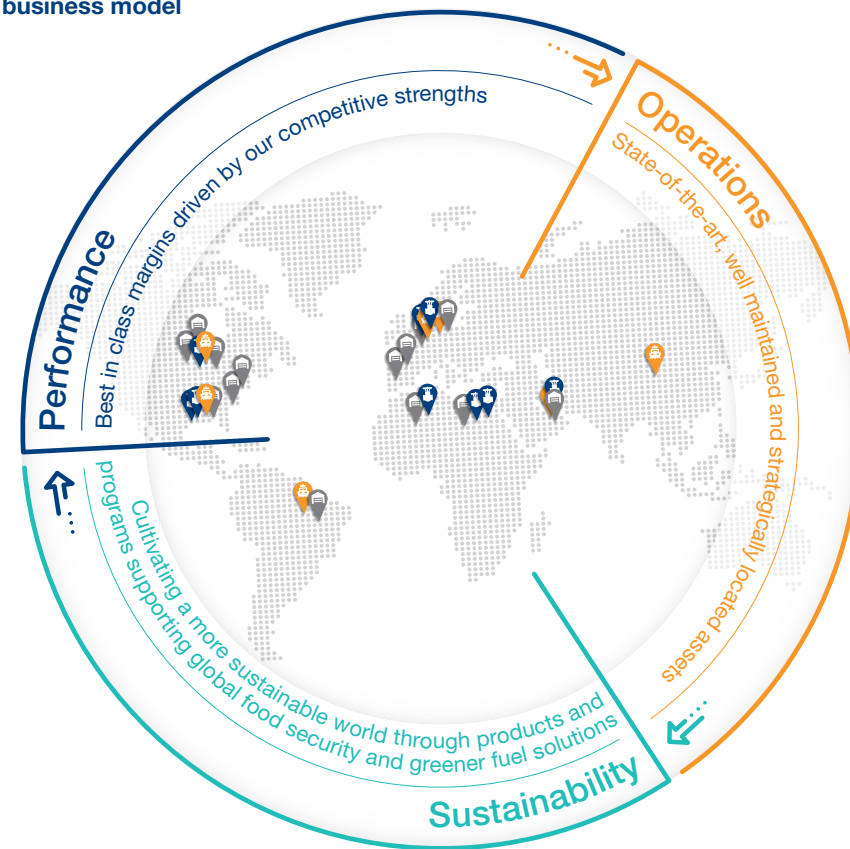 business model
Performance
Best in class margins driven by our competitive strengths
Operations
State-of-the-art, well maintained and strategically located assets
Sustainability
Cultivating a more sustainable world through products and
programs supporting global food security and greener fuel solutions